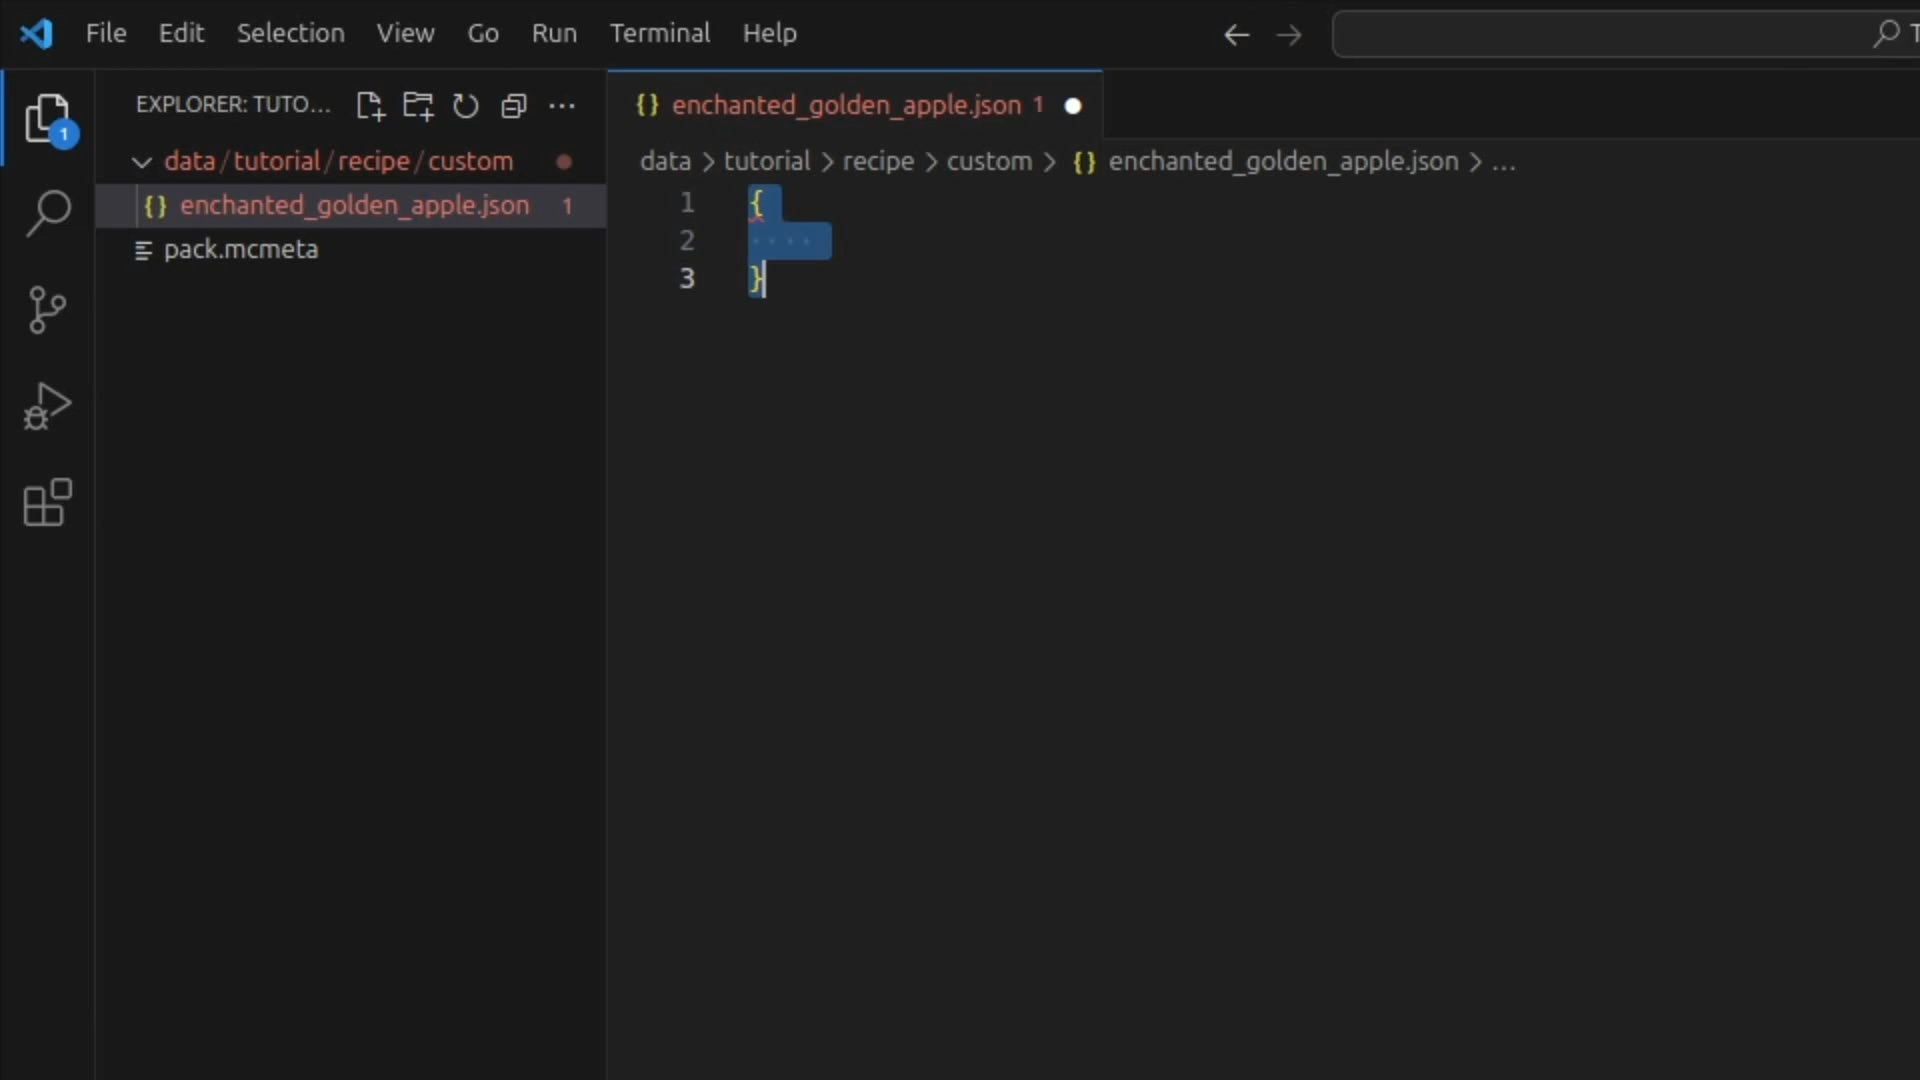 File Edit Selection View Go Run Terminal Help
EXPLORER: TUTO...
data/tutorial/recipe/custom
{} enchanted_golden_apple.json 1
pack.mcmeta
1
{} enchanted_golden_apple.json 1
data > tutorial > recipe > custom > {} enchanted_golden_apple.json > ...
1 {
2 ····
3 }